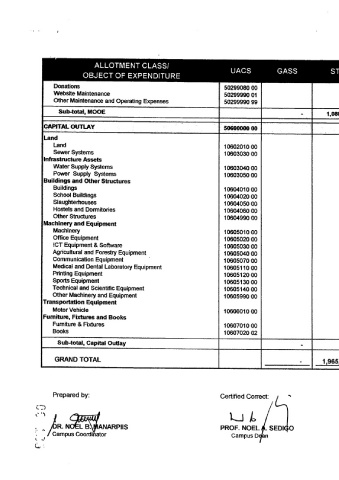 ALLOTMENT CLASS/
OBJECT OF EXPENDITURE UACS GASS ST
Donations 50299080 00
Website Maintenance 50299990 01
Other Maintenance and Operating Expenses 50299990 99
Sub-total, MOOE - 1,08
CAPITAL OUTLAY 50600000 00
Land
Land 10602010 00
Sewer Systems 10603030 00
Infrastructure Assets
Water Supply Systems 10603040 00
Power Supply Systems 10603050 00
Buildings and Other Structures
Buildings 10604010 00
School Buildings 10604020 00
Slaughterhouses 10604050 00
Hostels and Dormitories 10604060 00
Other Structures 10604990 00
Machinery and Equipment
Machinery 10605010 00
Office Equipment 10605020 00
ICT Equipment & Software 10605030 00
Agricultural and Forestry Equipment 10605040 00
Communication Equipment 10605070 00
Medical and Dental Laboratory Equipment 10605110 00
Printing Equipment 10605120 00
Sports Equipment 10605130 00
Technical and Scientific Equipment 10605140 00
Other Machinery and Equipment 10605990 00
Transportation Equipment
Motor Vehicle 10606010 00
Furniture, Fixtures and Books
Furniture & Fixtures 10607010 00
Books 10607020 02
Sub-total, Capital Outlay -
GRAND TOTAL - 1,965,
Prepared by: Certified Correct:
DR. NOEL B. MANARPIIS PROF. NOEL A. SEDIGO
Campus Coordinator Campus Dean